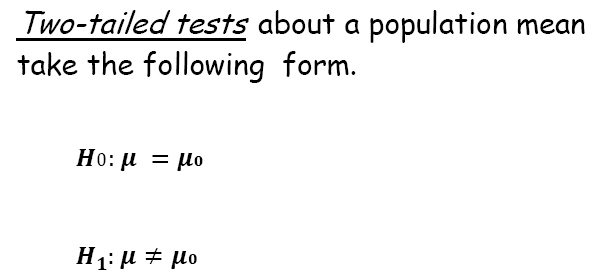 Two-tailed tests about a population mean
take the following form.
H0: μ = μ0
H₁: μ ≠ μ0